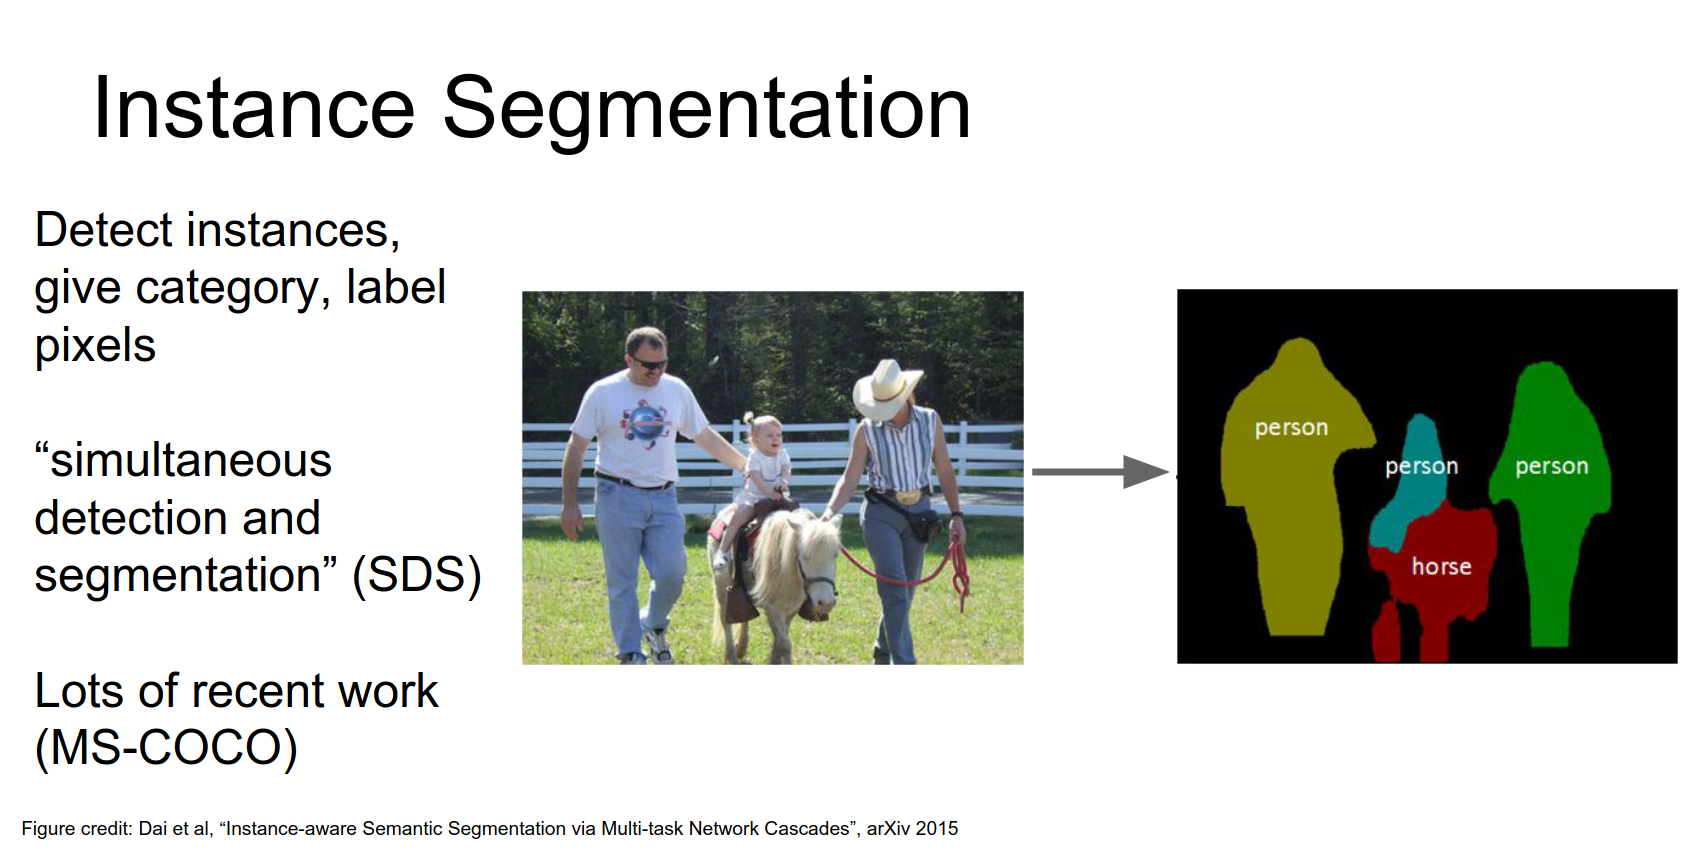 Instance Segmentation
Detect instances,
give category, label
pixels
“simultaneous
detection and
segmentation” (SDS)
Lots of recent work
(MS-COCO)
person
person
person
horse
Figure credit: Dai et al, “Instance-aware Semantic Segmentation via Multi-task Network Cascades”, arXiv 2015